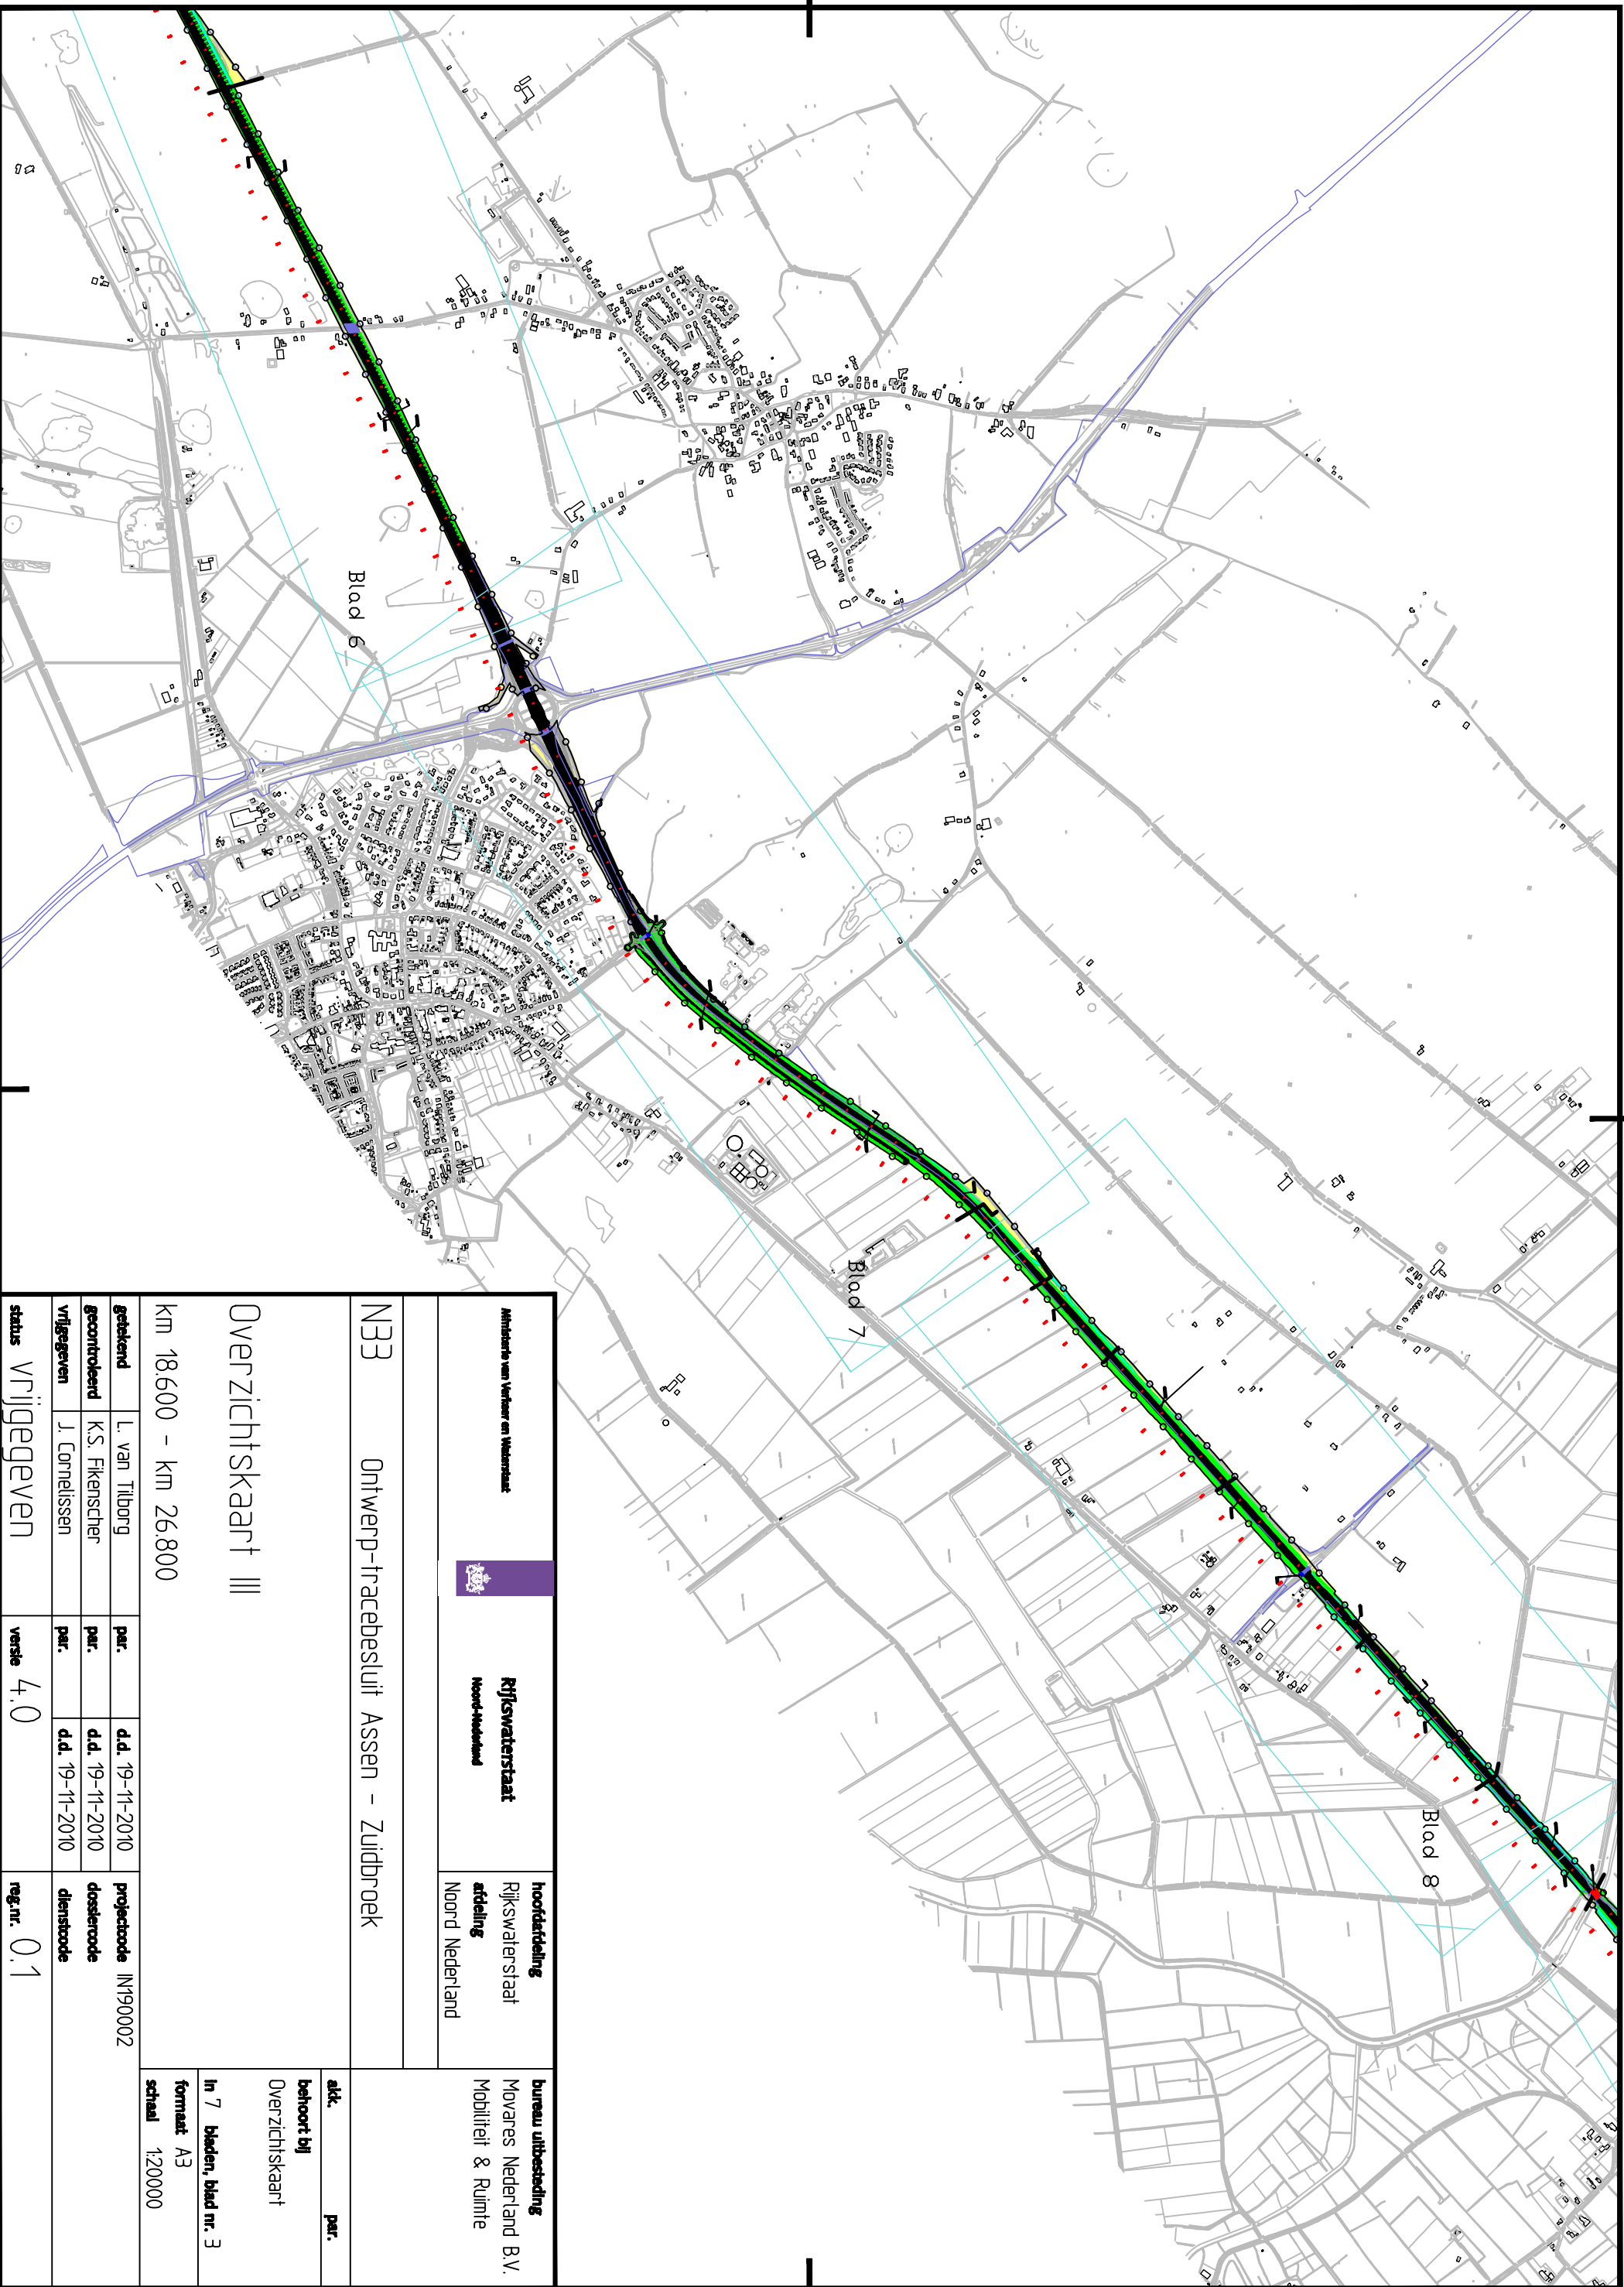 Blad 6
Blad 7
Blad 8
Ministerie van Verkeer en Waterstaat
Rijkswaterstaat
Noord-Nederland
hoofdafdeling
Rijkswaterstaat
afdeling
Noord Nederland
bureau uitbesteding
Movares Nederland B.V.
Mobiliteit & Ruimte
N33 Ontwerp-tracebesluit Assen - Zuidbroek
Overzichtskaart III
km 18.600 - km 26.800
akk. par.
behoort bij
Overzichtskaart
in 7 bladen, blad nr. 3
formaat A3
schaal 1:20000
getekend L. van Tilborg par. d.d. 19-11-2010 projectcode IN190002
gecontroleerd K.S. Fikenscher par. d.d. 19-11-2010 dossiercode
vrijgegeven J. Cornelissen par. d.d. 19-11-2010 dienstcode
status vrijgegeven versie 4.0 reg.nr. 0.1